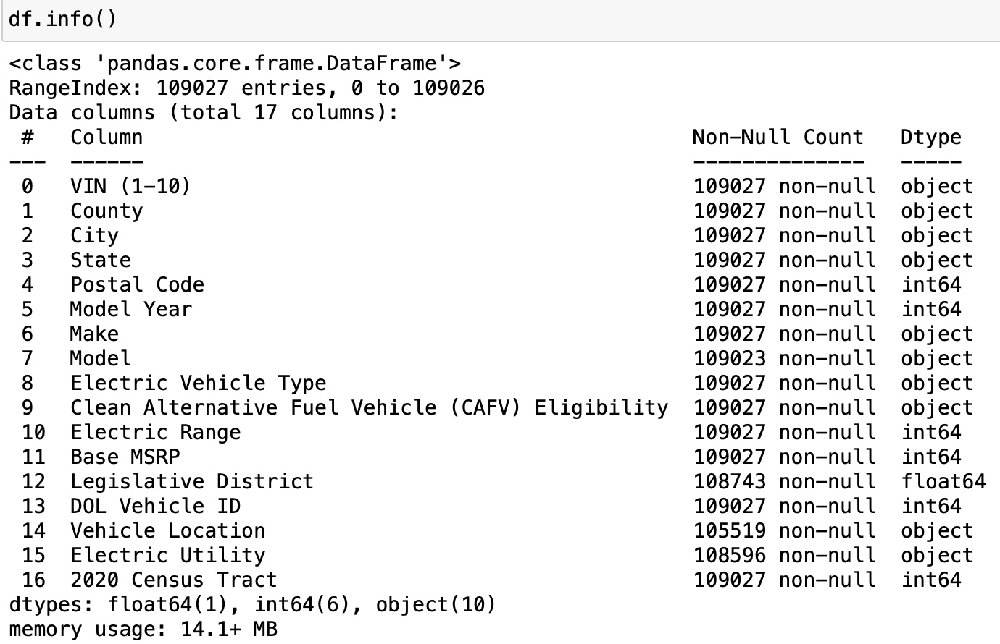 df.info()
<class 'pandas.core.frame.DataFrame'>
RangeIndex: 109027 entries, 0 to 109026
Data columns (total 17 columns):
 #   Column                                             Non-Null Count   Dtype
---  ------                                             --------------   -----
 0   VIN (1-10)                                         109027 non-null  object
 1   County                                             109027 non-null  object
 2   City                                               109027 non-null  object
 3   State                                              109027 non-null  object
 4   Postal Code                                        109027 non-null  int64
 5   Model Year                                         109027 non-null  int64
 6   Make                                               109027 non-null  object
 7   Model                                              109023 non-null  object
 8   Electric Vehicle Type                              109027 non-null  object
 9   Clean Alternative Fuel Vehicle (CAFV) Eligibility  109027 non-null  object
 10  Electric Range                                     109027 non-null  int64
 11  Base MSRP                                          109027 non-null  int64
 12  Legislative District                               108743 non-null  float64
 13  DOL Vehicle ID                                     109027 non-null  int64
 14  Vehicle Location                                   105519 non-null  object
 15  Electric Utility                                   108596 non-null  object
 16  2020 Census Tract                                  109027 non-null  int64
dtypes: float64(1), int64(6), object(10)
memory usage: 14.1+ MB